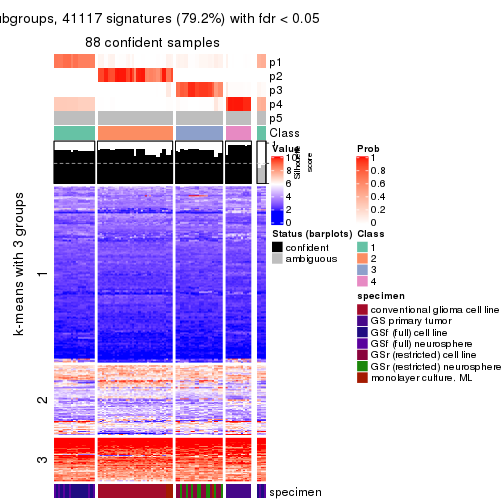 ubgroups, 41117 signatures (79.2%) with fdr < 0.05
88 confident samples
p1
p2
p3
p4
p5
Class
1
Silhouette
score
Value
10
8
6
4
2
0
Prob
1
0.8
0.6
0.4
0.2
0
Status (barplots)
confident
ambiguous
Class
1
2
3
4
specimen
conventional glioma cell line
GS primary tumor
GSf (full) cell line
GSf (full) neurosphere
GSr (restricted) cell line
GSr (restricted) neurosphere
monolayer culture. ML
k-means with 3 groups
1
2
3
specimen